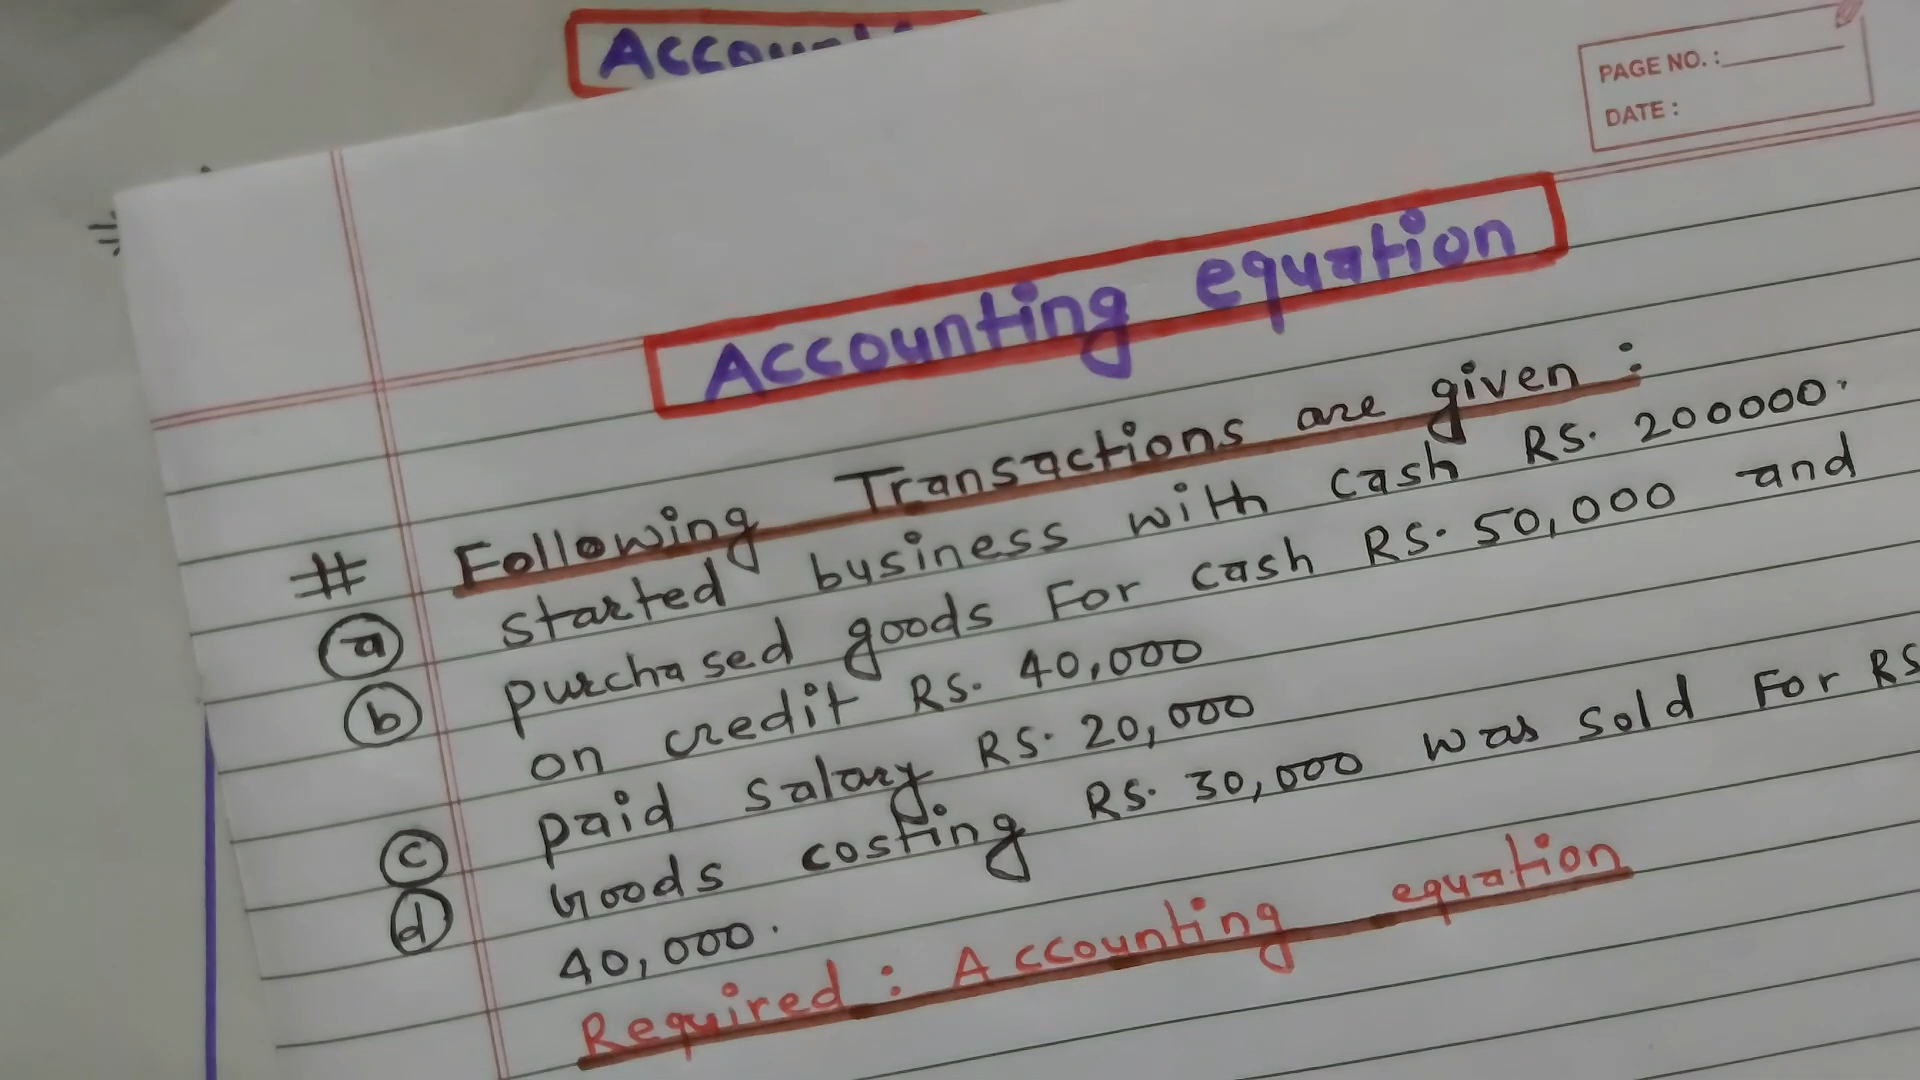 PAGE NO. :
DATE :
Accounting equation
# Following Transactions are given :
(a) started business with cash RS. 200000.
(b) purchased goods For cash RS. 50,000 and
on credit RS. 40,000
(c) paid salary RS. 20,000
(d) Goods costing RS. 30,000 was sold For RS
40,000.
Required : Accounting equation